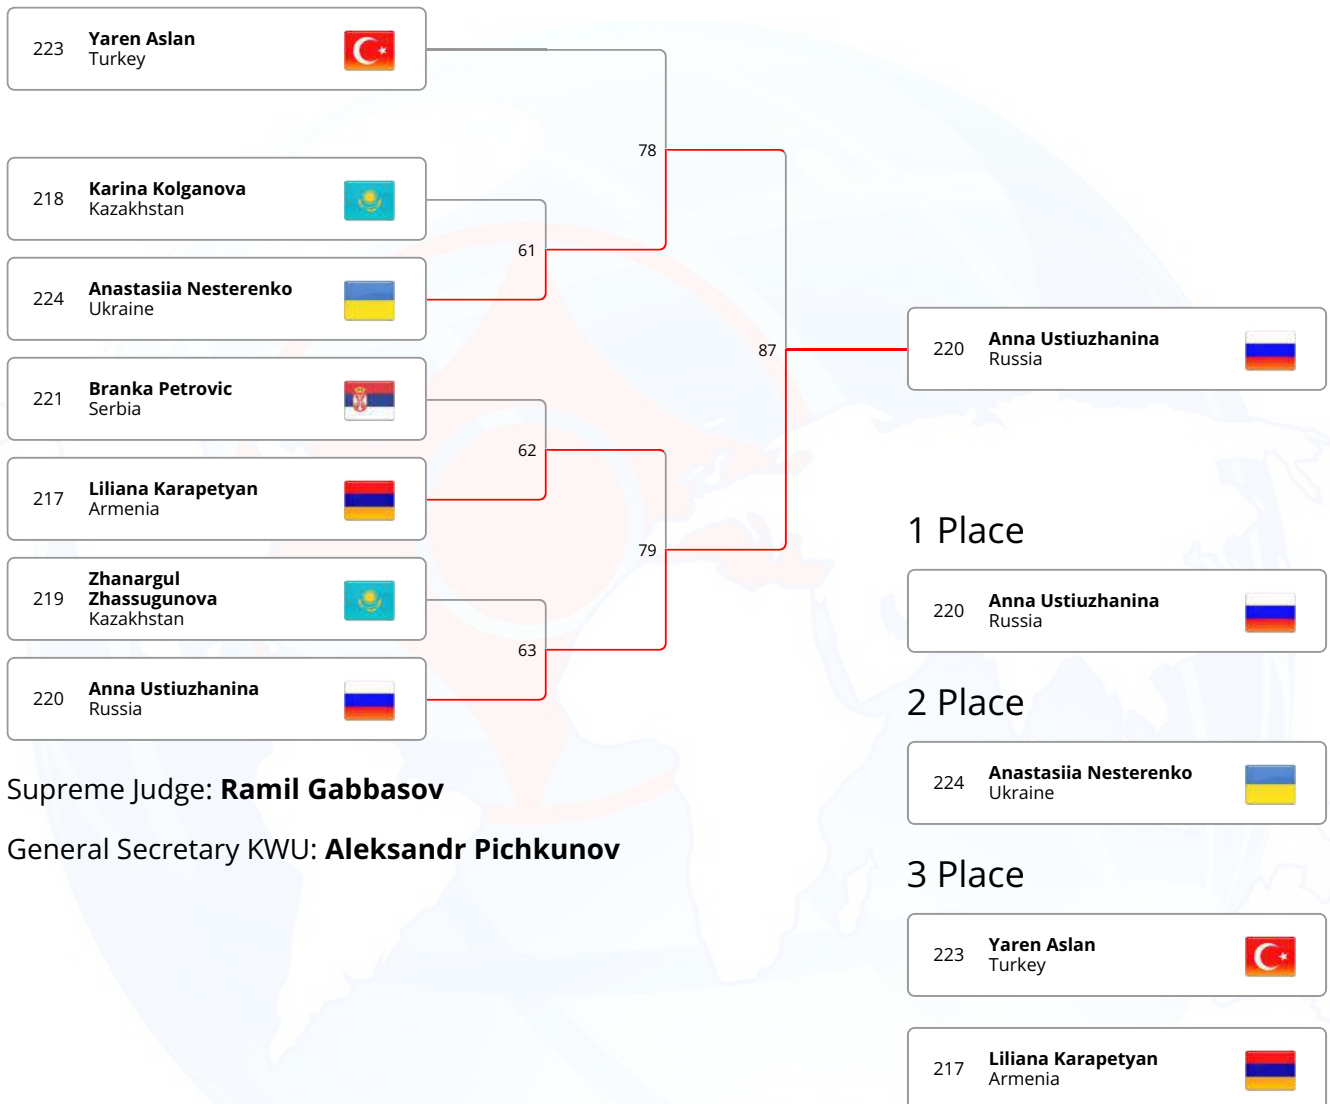 223
Yaren Aslan
Turkey
78
218
Karina Kolganova
Kazakhstan
61
224
Anastasiia Nesterenko
Ukraine
87
220
Anna Ustiuzhanina
Russia
221
Branka Petrovic
Serbia
62
217
Liliana Karapetyan
Armenia
79
219
Zhanargul
Zhassugunova
Kazakhstan
63
220
Anna Ustiuzhanina
Russia
Supreme Judge: Ramil Gabbasov
General Secretary KWU: Aleksandr Pichkunov
1 Place
220
Anna Ustiuzhanina
Russia
2 Place
224
Anastasiia Nesterenko
Ukraine
3 Place
223
Yaren Aslan
Turkey
217
Liliana Karapetyan
Armenia